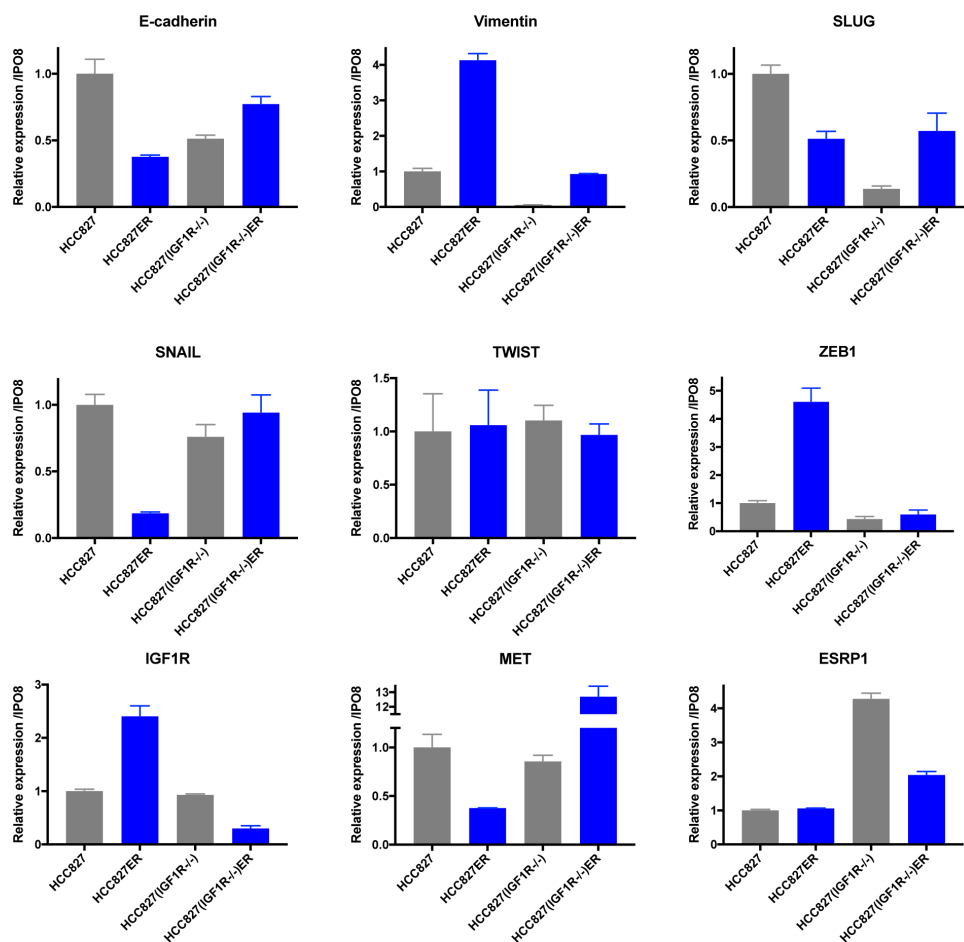 E-cadherin
Relative expression /IPO8
1.0
0.5
0.0
HCC827
HCC827ER
HCC827(IGF1R-/-)
HCC827(IGF1R-/-)ER
Vimentin
Relative expression /IPO8
4
3
2
1
0
HCC827
HCC827ER
HCC827(IGF1R-/-)
HCC827(IGF1R-/-)ER
SLUG
Relative expression /IPO8
1.0
0.5
0.0
HCC827
HCC827ER
HCC827(IGF1R-/-)
HCC827(IGF1R-/-)ER
SNAIL
Relative expression /IPO8
1.0
0.5
0.0
HCC827
HCC827ER
HCC827(IGF1R-/-)
HCC827(IGF1R-/-)ER
TWIST
Relative expression /IPO8
1.5
1.0
0.5
0.0
HCC827
HCC827ER
HCC827(IGF1R-/-)
HCC827(IGF1R-/-)ER
ZEB1
Relative expression /IPO8
5
4
3
2
1
0
HCC827
HCC827ER
HCC827(IGF1R-/-)
HCC827(IGF1R-/-)ER
IGF1R
Relative expression /IPO8
3
2
1
0
HCC827
HCC827ER
HCC827(IGF1R-/-)
HCC827(IGF1R-/-)ER
MET
Relative expression /IPO8
13
12
1.0
0.5
0.0
HCC827
HCC827ER
HCC827(IGF1R-/-)
HCC827(IGF1R-/-)ER
ESRP1
Relative expression /IPO8
4
2
1
0
HCC827
HCC827ER
HCC827(IGF1R-/-)
HCC827(IGF1R-/-)ER